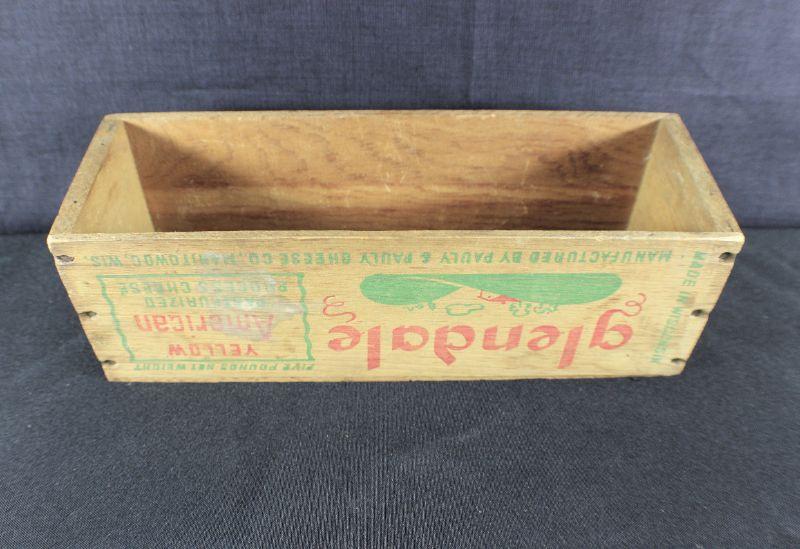 FIVE POUNDS NET WEIGHT
glendale
YELLOW
American
PASTEURIZED
PROCESS CHEESE
MANUFACTURED BY PAULY & PAULY CHEESE CO. MANITOWOC, WIS.
MADE IN WISCONSIN